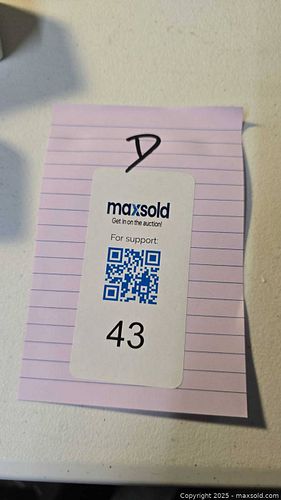 D
maxsold
Get in on the auction!
For support:
43
Copyright 2025 - maxsold.com